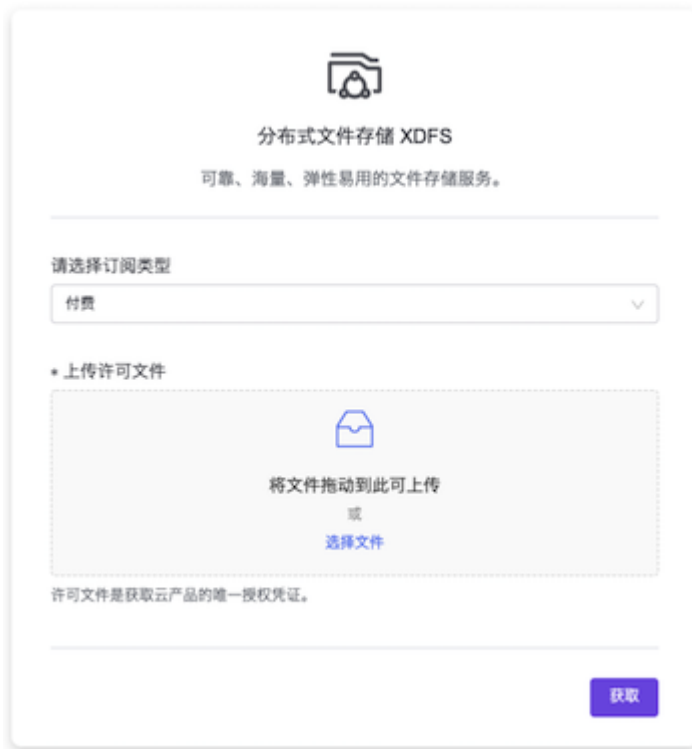 分布式文件存储 XDFS
可靠、海量、弹性易用的文件存储服务。
请选择订阅类型
付费
* 上传许可文件
将文件拖动到此可上传
或
选择文件
许可文件是获取云产品的唯一授权凭证。
获取